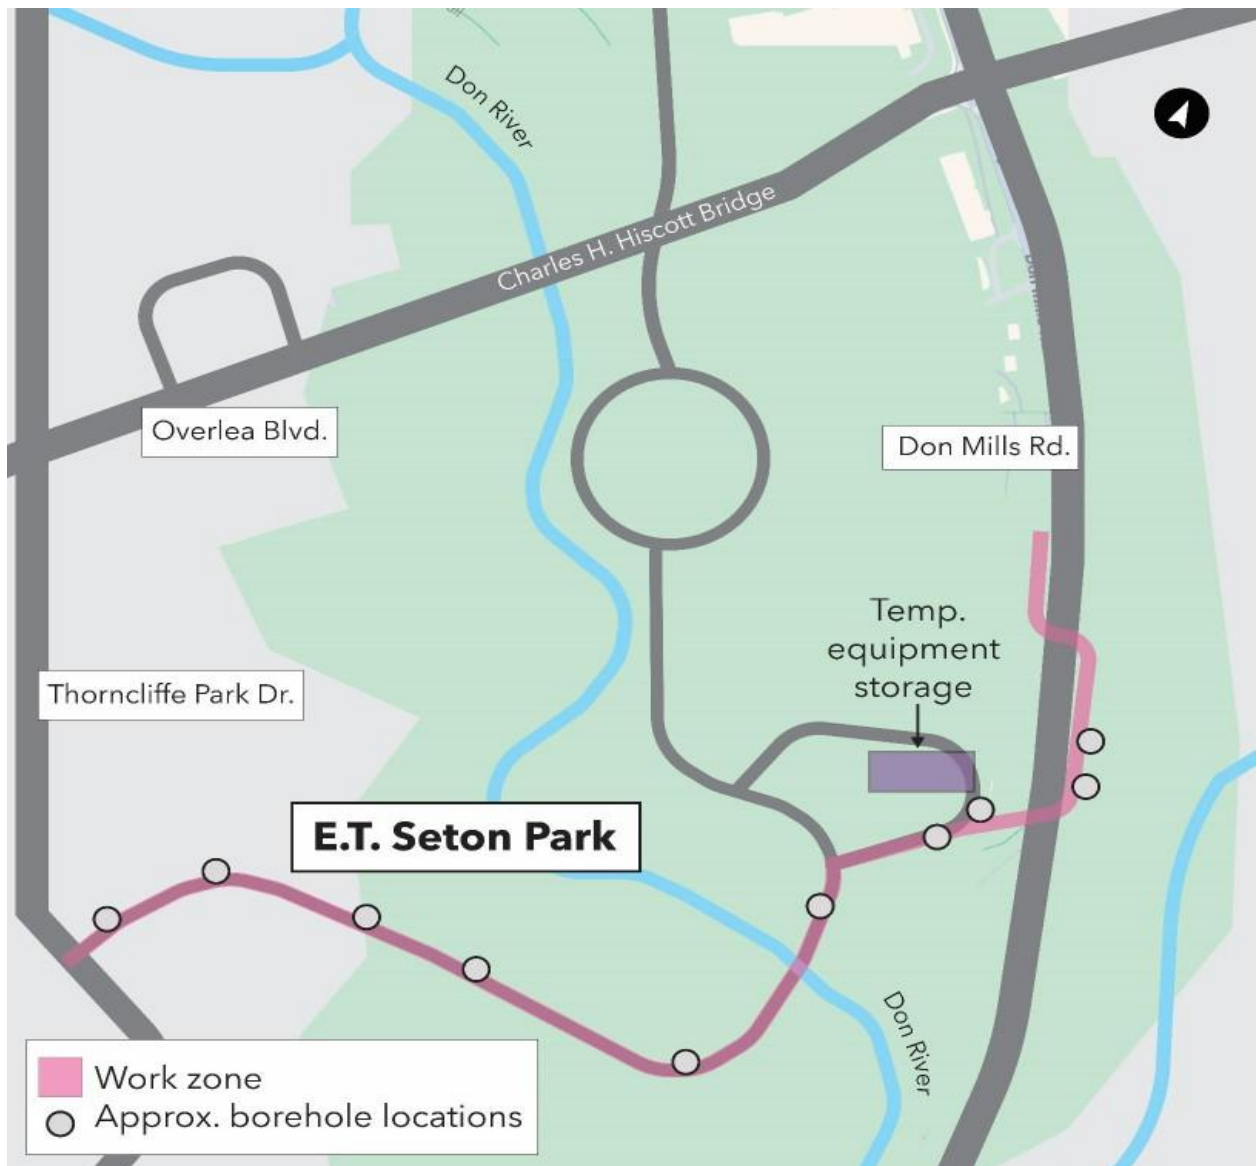 Don River
Charles H. Hiscott Bridge
Overlea Blvd.
Don Mills Rd.
Temp.
equipment
storage
Thorncliffe Park Dr.
E.T. Seton Park
Don River
Work zone
Approx. borehole locations